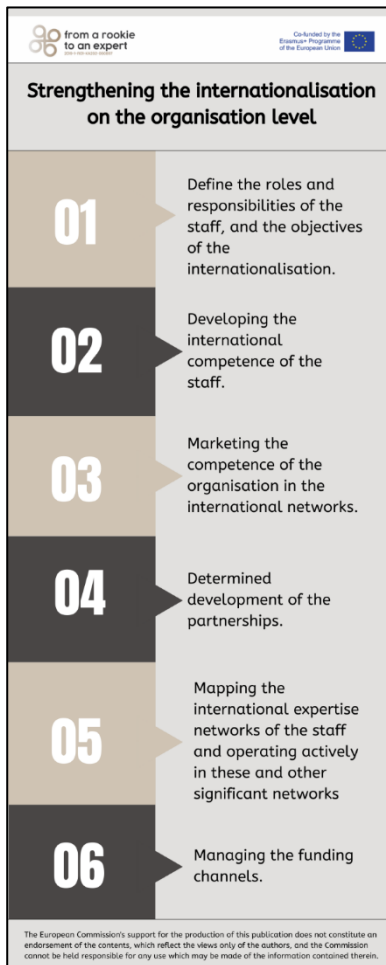 from a rookie
to an expert
Co-funded by the
Erasmus+ Programme
of the European Union
Strengthening the internationalisation
on the organisation level
01
Define the roles and
responsibilities of the
staff, and the objectives
of the
internationalisation.
02
Developing the
international
competence of the
staff.
03
Marketing the
competence of the
organisation in the
international networks.
04
Determined
development of the
partnerships.
05
Mapping the
international expertise
networks of the staff
and operating actively
in these and other
significant networks
06
Managing the funding
channels.
The European Commission's support for the production of this publication does not constitute an
endorsement of the contents, which reflect the views only of the authors, and the Commission
cannot be held responsible for any use which may be made of the information contained therein.